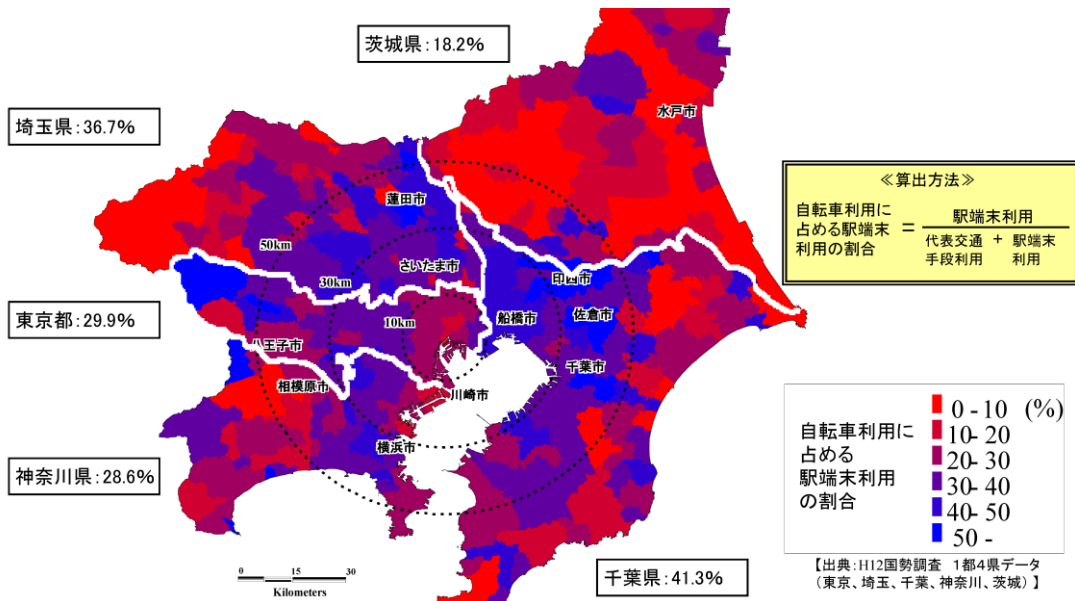 茨城県：18.2%
埼玉県：36.7%
水戸市
≪算出方法≫
自転車利用に
占める駅端末
利用の割合
=
駅端末利用
代表交通
手段利用
+
駅端末
利用
蓮田市
50km
さいたま市
30km
印西市
東京都：29.9%
10km
船橋市
佐倉市
八王子市
千葉市
相模原市
川崎市
横浜市
神奈川県：28.6%
自転車利用に
占める
駅端末利用
の割合
0 - 10 (%)
10- 20
20- 30
30- 40
40- 50
50 -
0 15 30
Kilometers
千葉県：41.3%
【出典：H12国勢調査 1都4県データ
（東京、埼玉、千葉、神奈川、茨城）】